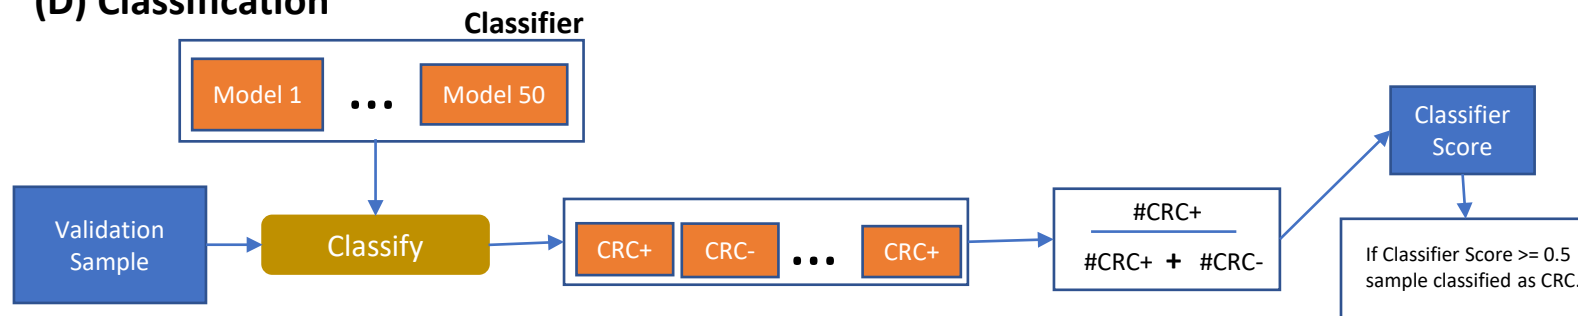 (D) Classification
Classifier
Model 1 ... Model 50
Classifier
Score
Validation
Sample
Classify
CRC+ CRC- ... CRC+
#CRC+
#CRC+ + #CRC-
If Classifier Score >= 0.5
sample classified as CRC.